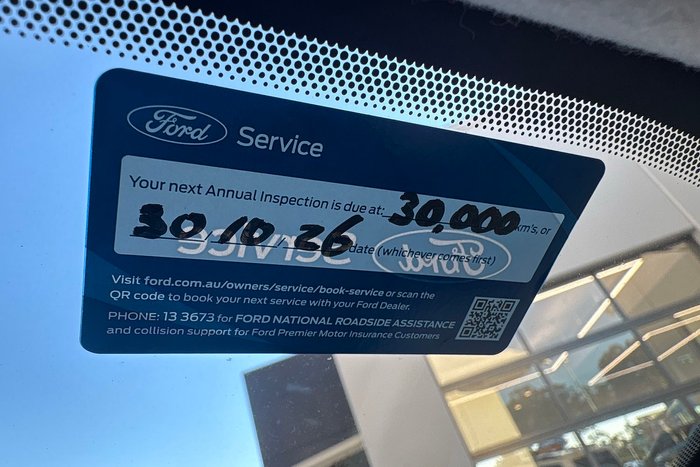 Ford Service
Your next Annual Inspection is due at: 30,000 km's, or
30.10.26 date (whichever comes first)
Visit ford.com.au/owners/service/book-service or scan the
QR code to book your next service with your Ford Dealer.
PHONE: 13 3673 for FORD NATIONAL ROADSIDE ASSISTANCE
and collision support for Ford Premier Motor Insurance Customers